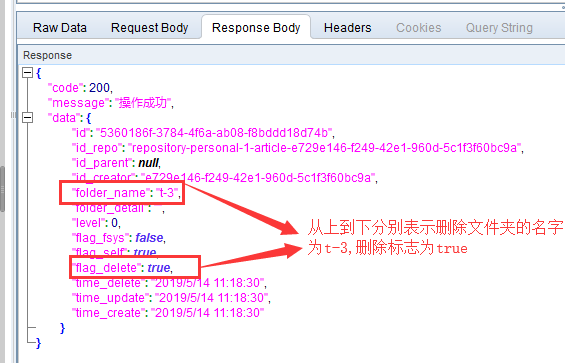 Raw Data Request Body Response Body Headers Cookies Query String
Response
{
"code": 200,
"message": "操作成功",
"data": {
"id": "5360186f-3784-4f6a-ab08-f8bddd18d74b",
"id_repo": "repository-personal-1-article-e729e146-f249-42e1-960d-5c1f3f60bc9a",
"id_parent": null,
"id_creator": "e729e146-f249-42e1-960d-5c1f3f60bc9a",
"folder_name": "t-3",
"folder_detail": "",
"level": 0,
"flag_fsys": false,
"flag_self": true,
"flag_delete": true,
"time_delete": "2019/5/14 11:18:30",
"time_update": "2019/5/14 11:18:30",
"time_create": "2019/5/14 11:18:30"
}
}
从上到下分别表示删除文件夹的名字
为t-3,删除标志为true